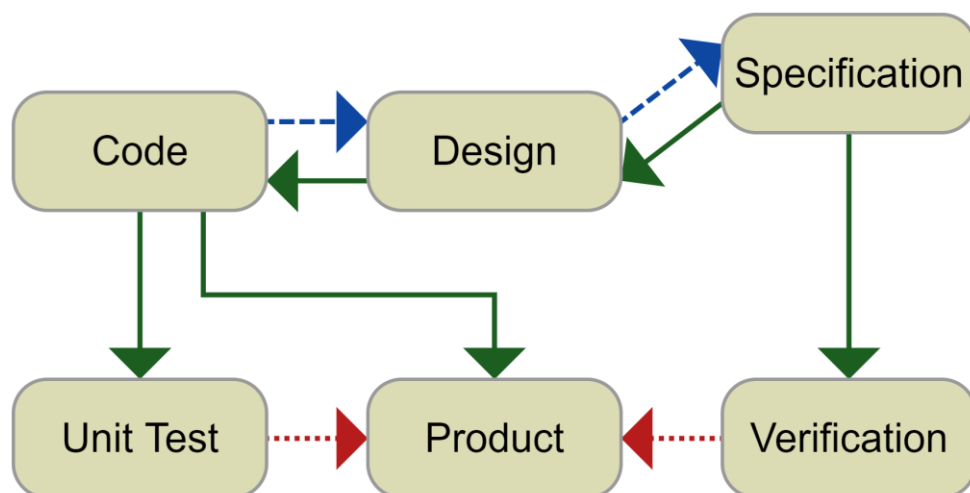 Specification
Code
Design
Unit Test
Product
Verification